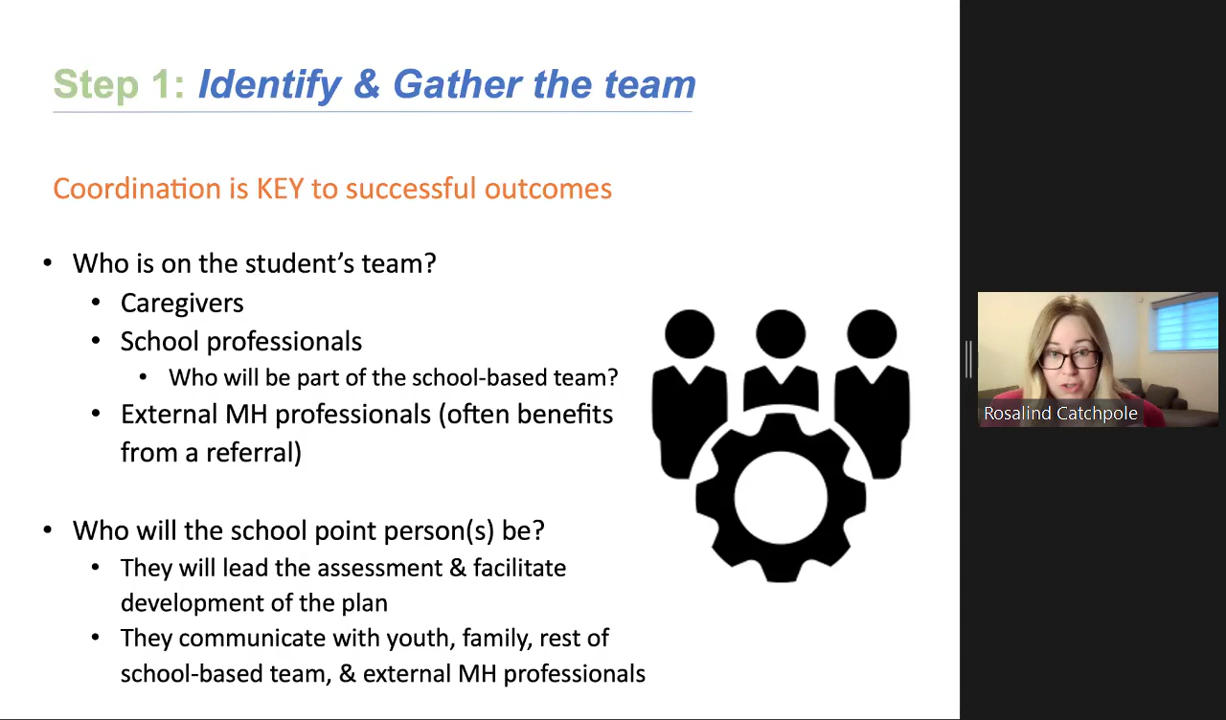 Step 1: Identify & Gather the team
Coordination is KEY to successful outcomes
• Who is on the student’s team?
• Caregivers
• School professionals
• Who will be part of the school-based team?
• External MH professionals (often benefits
from a referral)
• Who will the school point person(s) be?
• They will lead the assessment & facilitate
development of the plan
• They communicate with youth, family, rest of
school-based team, & external MH professionals
Rosalind Catchpole